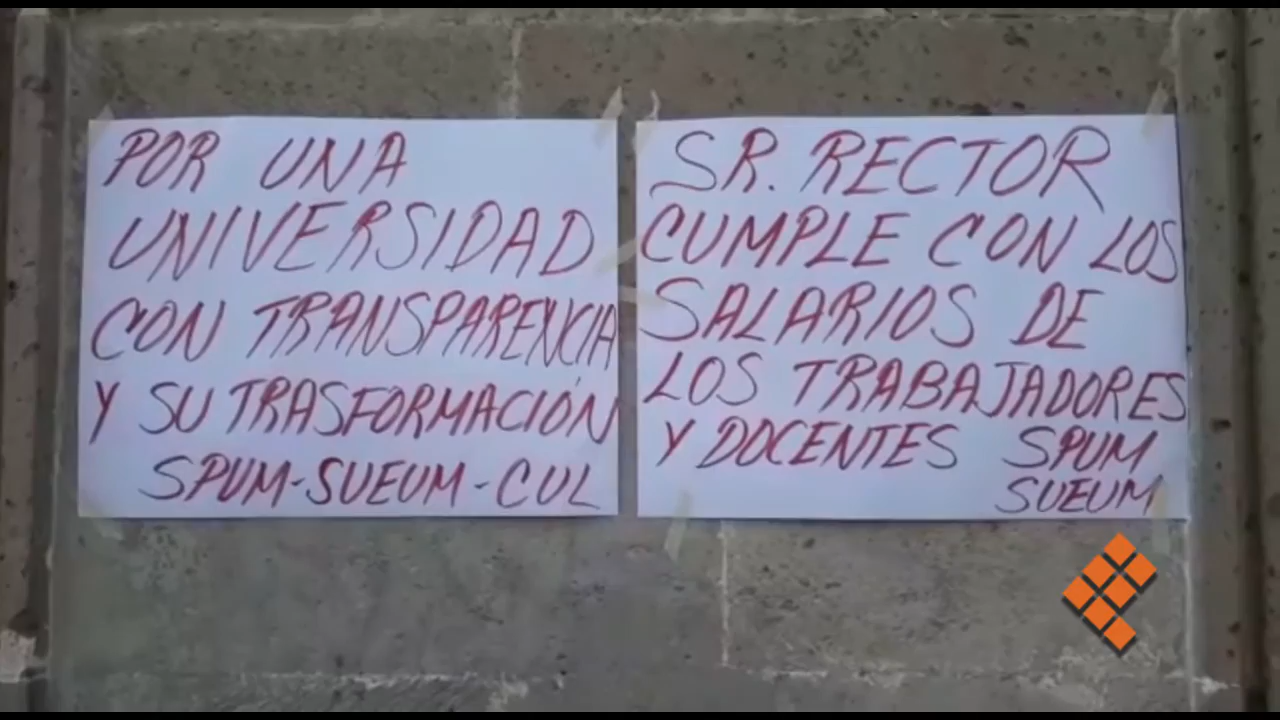 POR UNA
UNIVERSIDAD
CON TRANSPARENCIA
Y SU TRASFORMACIÓN
SPUM-SUEUM-CUL
SR. RECTOR
CUMPLE CON LOS
SALARIOS DE
LOS TRABAJADORES
Y DOCENTES SPUM
SUEUM